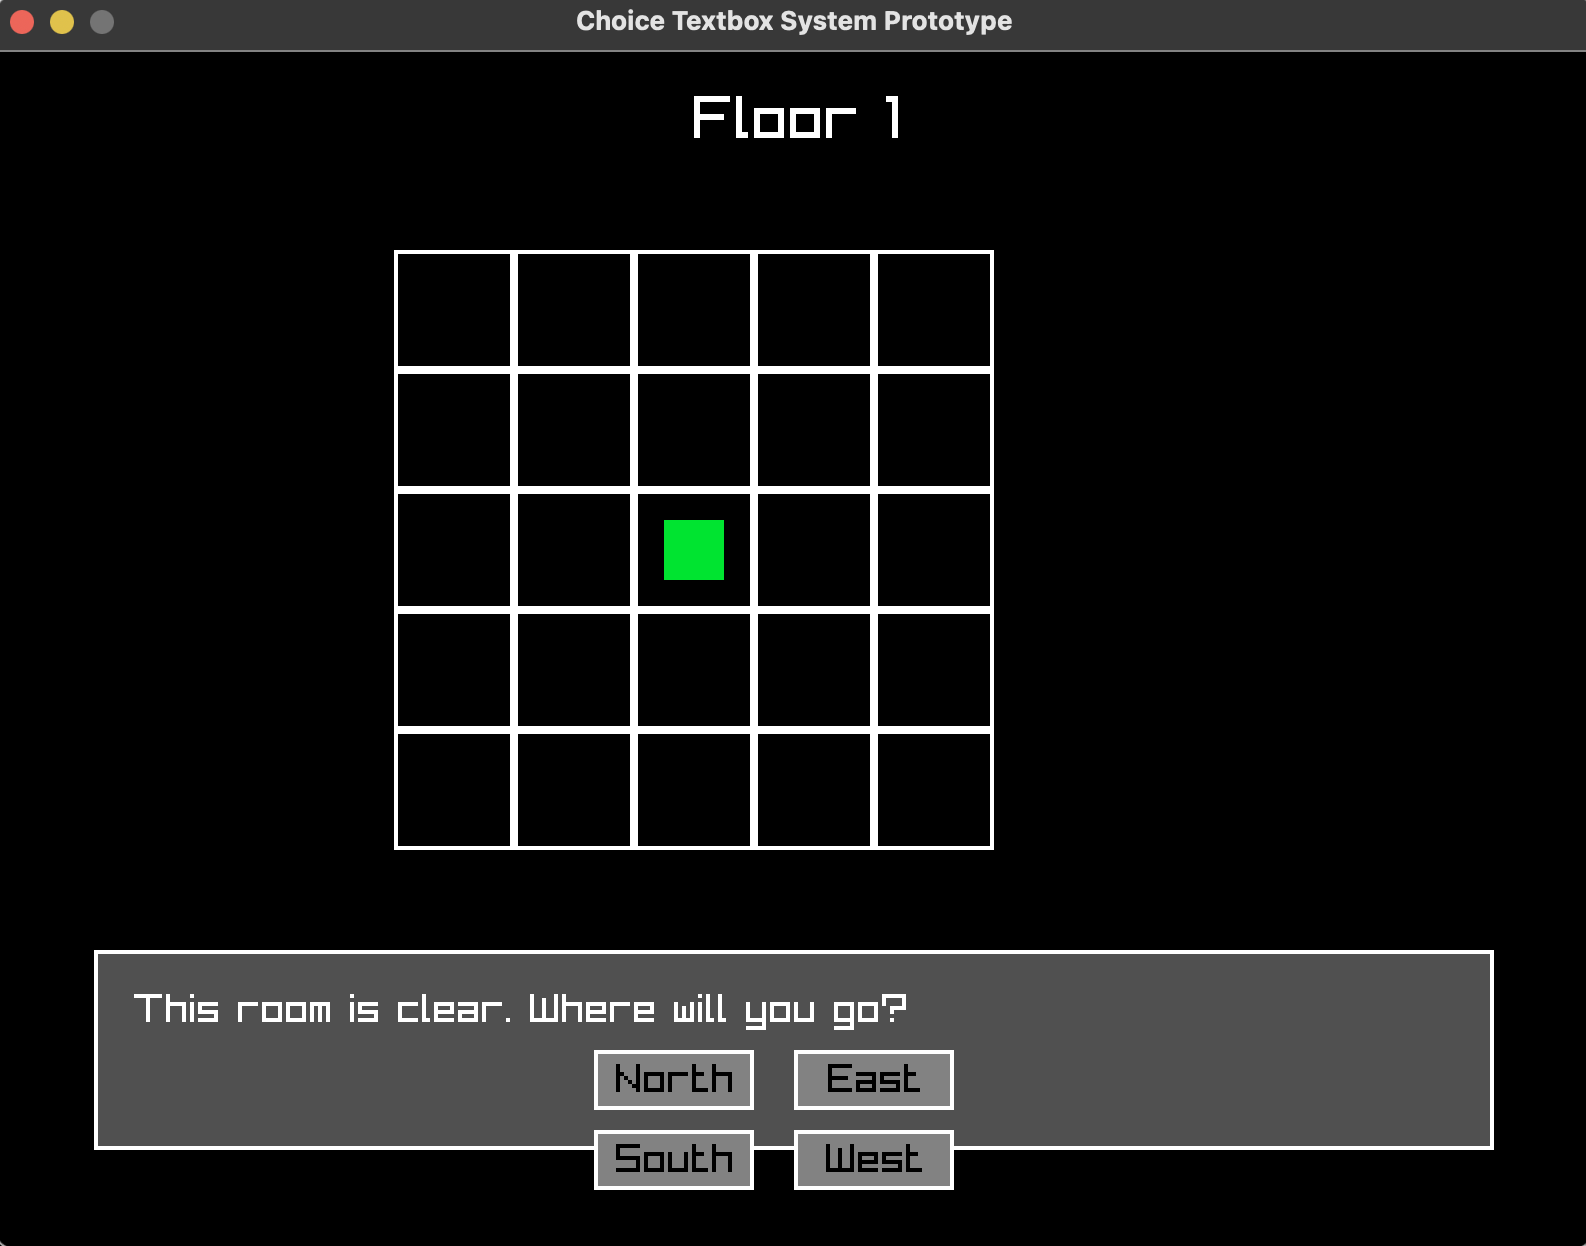 Choice Textbox System Prototype
Floor 1
This room is clear. Where will you go?
North East
South West